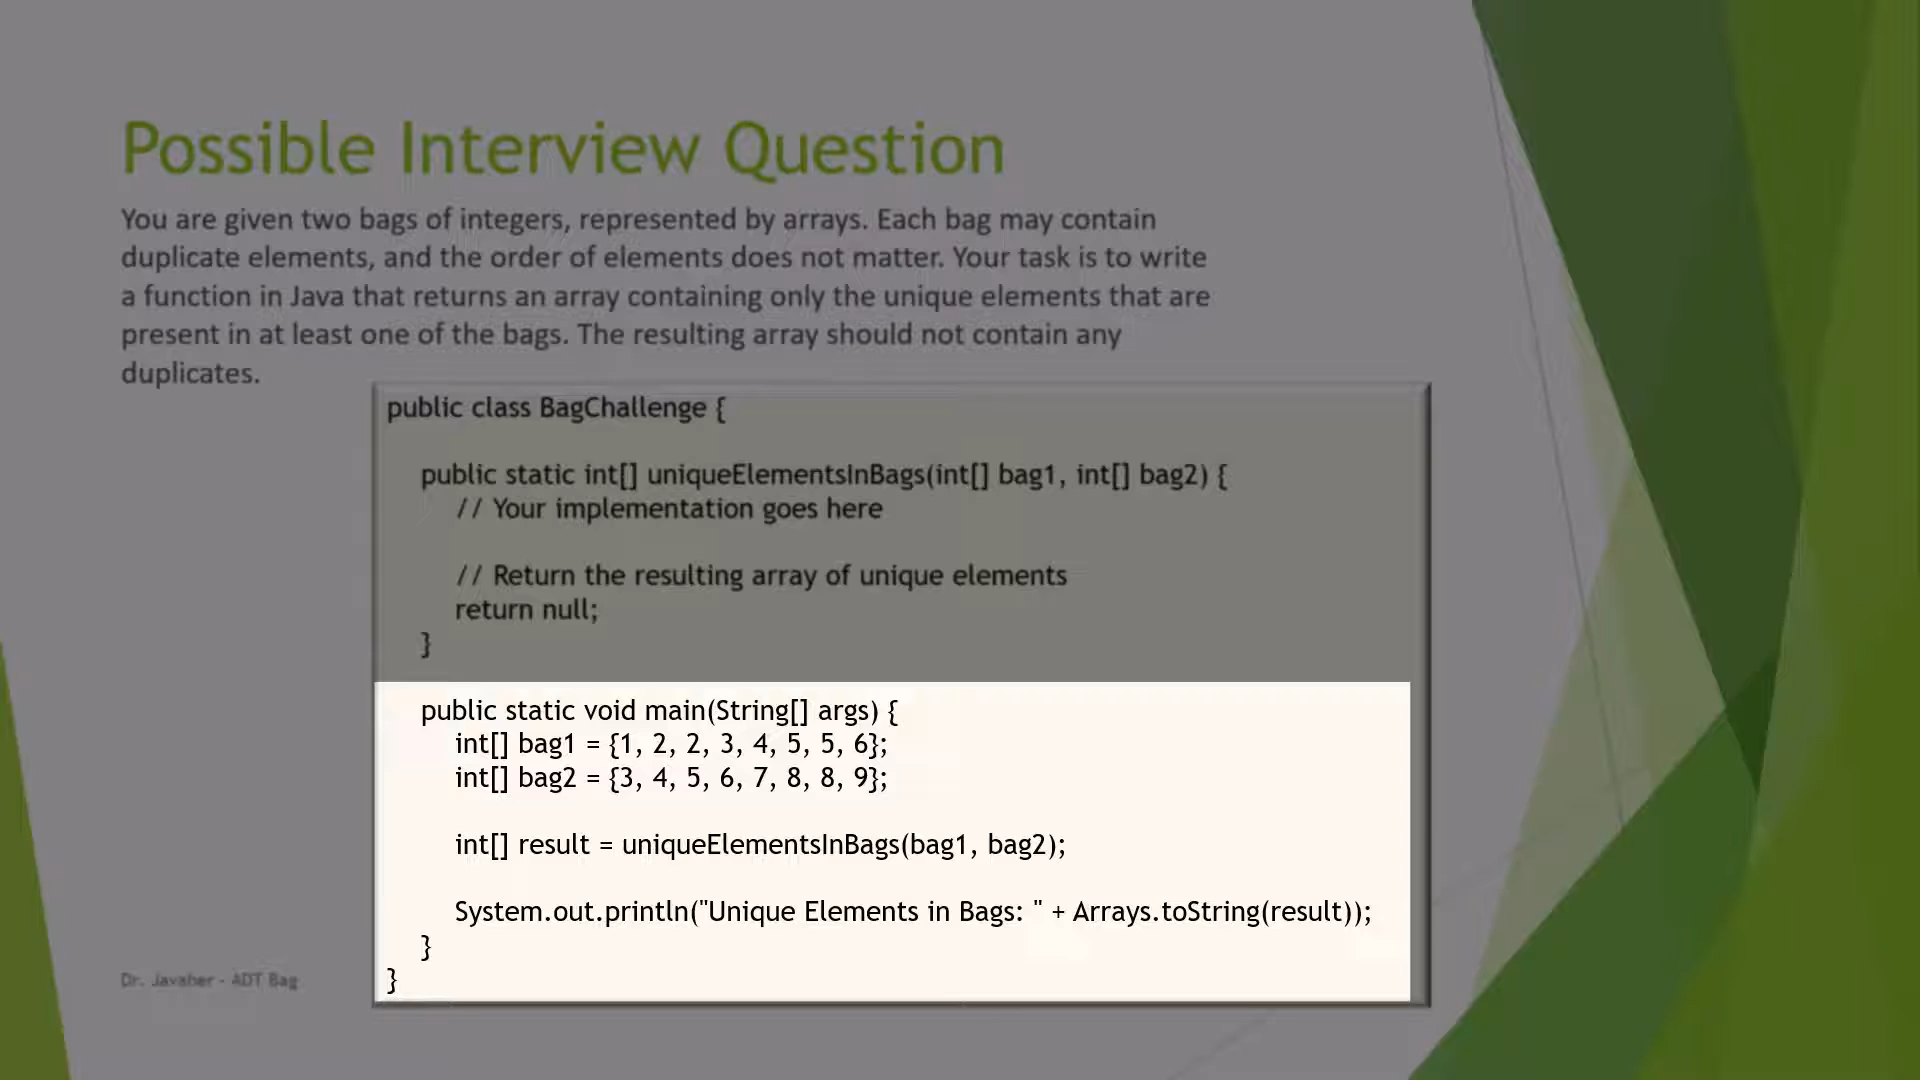 Possible Interview Question
You are given two bags of integers, represented by arrays. Each bag may contain
duplicate elements, and the order of elements does not matter. Your task is to write
a function in Java that returns an array containing only the unique elements that are
present in at least one of the bags. The resulting array should not contain any
duplicates.
public class BagChallenge {
public static int[] uniqueElementsInBags(int[] bag1, int[] bag2) {
// Your implementation goes here
// Return the resulting array of unique elements
return null;
}
public static void main(String[] args) {
int[] bag1 = {1, 2, 2, 3, 4, 5, 5, 6};
int[] bag2 = {3, 4, 5, 6, 7, 8, 8, 9};
int[] result = uniqueElementsInBags(bag1, bag2);
System.out.println("Unique Elements in Bags: " + Arrays.toString(result));
}
}
Dr. Javaher - ADT Bag